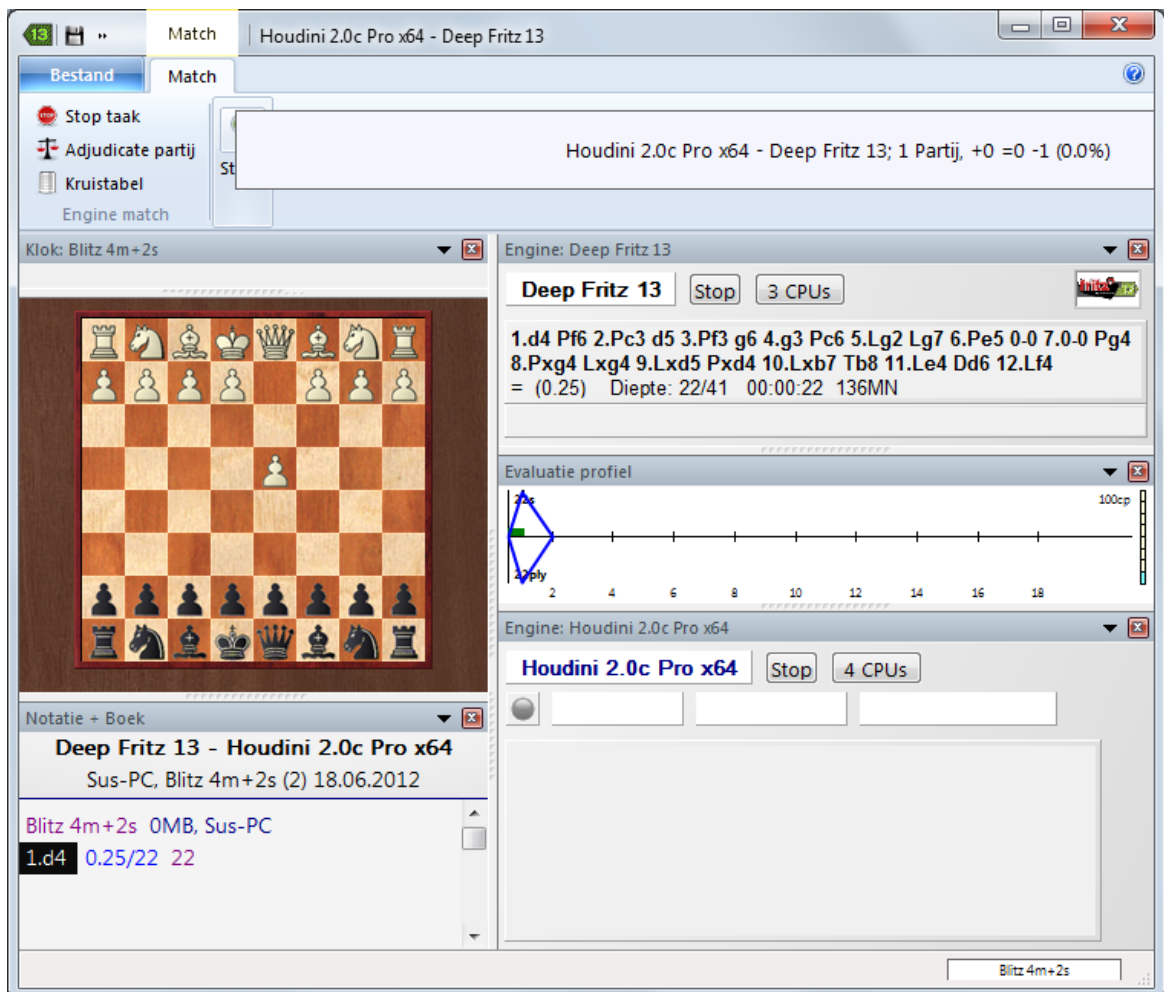 13 Match Houdini 2.0c Pro x64 - Deep Fritz 13
Bestand Match
Stop taak
Adjudicate partij
Kruistabel
St
Engine match
Houdini 2.0c Pro x64 - Deep Fritz 13; 1 Partij, +0 =0 -1 (0.0%)
Klok: Blitz 4m+2s
Engine: Deep Fritz 13
Deep Fritz 13 Stop 3 CPUs
1.d4 Pf6 2.Pc3 d5 3.Pf3 g6 4.g3 Pc6 5.Lg2 Lg7 6.Pe5 0-0 7.0-0 Pg4
8.Pxg4 Lxg4 9.Lxd5 Pxd4 10.Lxb7 Tb8 11.Le4 Dd6 12.Lf4
= (0.25) Diepte: 22/41 00:00:22 136MN
Evaluatie profiel
22s 100cp
22ply
2 4 6 8 10 12 14 16 18
Engine: Houdini 2.0c Pro x64
Houdini 2.0c Pro x64 Stop 4 CPUs
Notatie + Boek
Deep Fritz 13 - Houdini 2.0c Pro x64
Sus-PC, Blitz 4m+2s (2) 18.06.2012
Blitz 4m+2s 0MB, Sus-PC
1.d4 0.25/22 22
Blitz 4m+2s